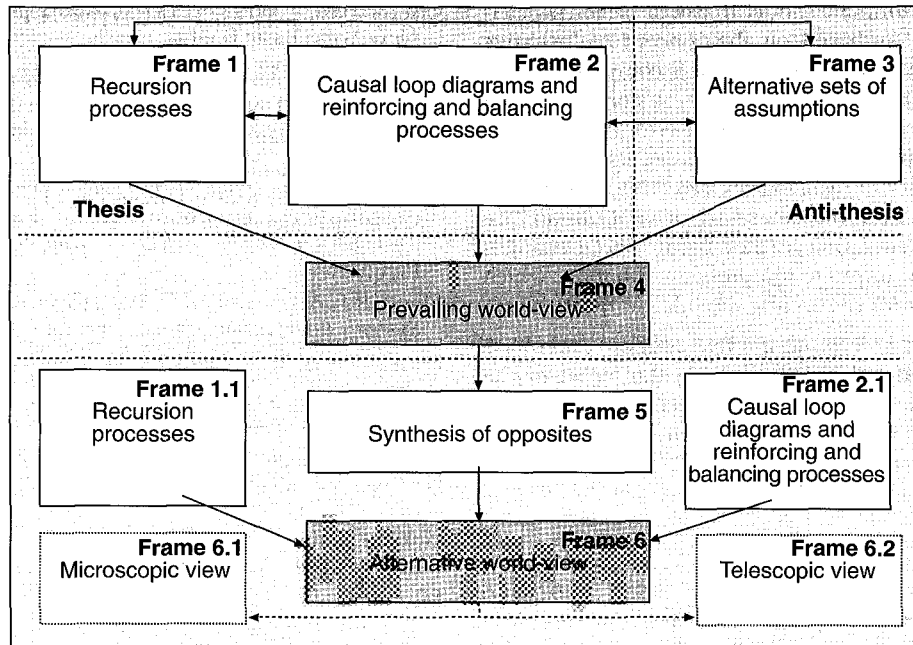 Frame 1
Recursion
processes
Frame 2
Causal loop diagrams and
reinforcing and balancing
processes
Frame 3
Alternative sets of
assumptions
Thesis
Anti-thesis
Frame 4
Prevailing world-view
Frame 1.1
Recursion
processes
Frame 5
Synthesis of opposites
Frame 2.1
Causal loop
diagrams and
reinforcing and
balancing processes
Frame 6
Alternative world-view
Frame 6.1
Microscopic view
Frame 6.2
Telescopic view